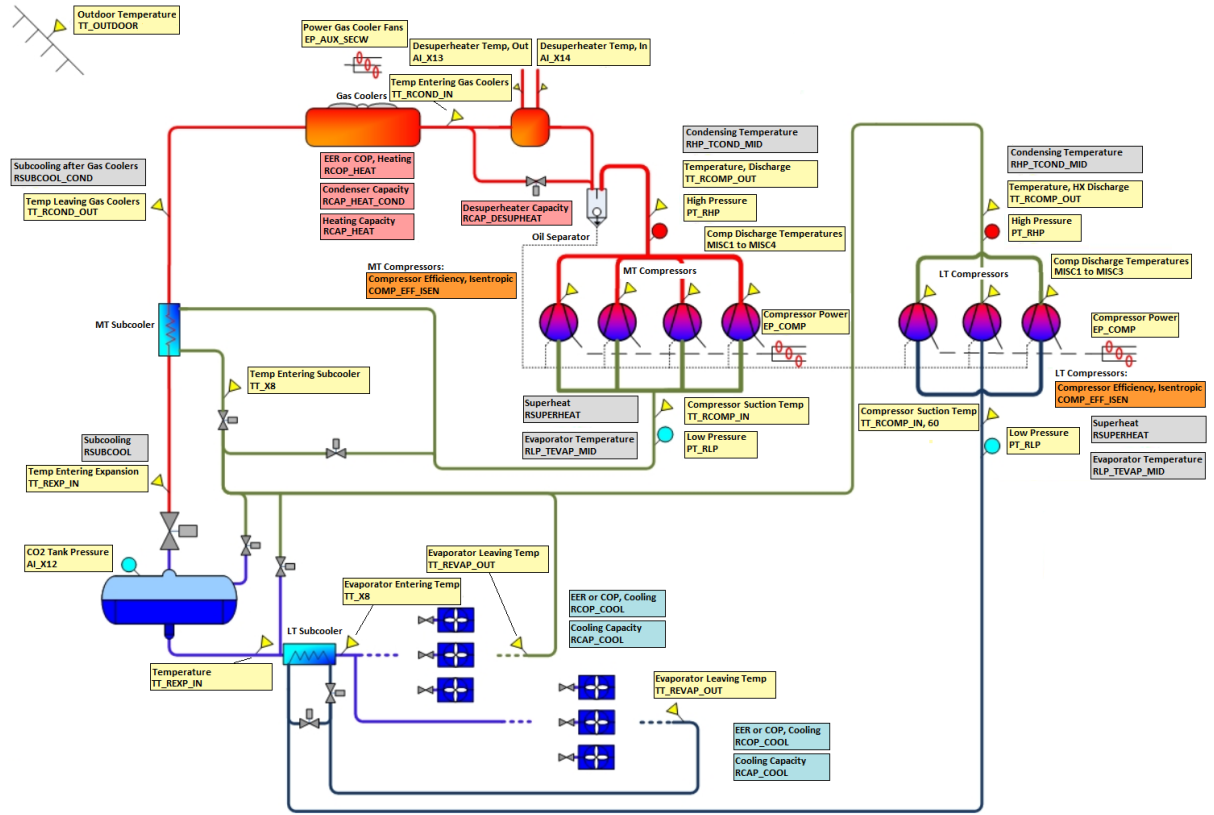 Outdoor Temperature
TT_OUTDOOR
Power Gas Cooler Fans
EP_AUX_SECW
Desuperheater Temp, Out
AI_X13
Desuperheater Temp, In
AI_X14
Temp Entering Gas Coolers
TT_RCOND_IN
Gas Coolers
Subcooling after Gas Coolers
RSUBCOOL_COND
Temp Leaving Gas Coolers
TT_RCOND_OUT
EER or COP, Heating
RCOP_HEAT
Condenser Capacity
RCAP_HEAT_COND
Heating Capacity
RCAP_HEAT
Desuperheater Capacity
RCAP_DESUPHEAT
Oil Separator
Condensing Temperature
RHP_TCOND_MID
Temperature, Discharge
TT_RCOMP_OUT
High Pressure
PT_RHP
Comp Discharge Temperatures
MISC1 to MISC4
Condensing Temperature
RHP_TCOND_MID
Temperature, HX Discharge
TT_RCOMP_OUT
High Pressure
PT_RHP
Comp Discharge Temperatures
MISC1 to MISC3
MT Compressors:
Compressor Efficiency, Isentropic
COMP_EFF_ISEN
MT Compressors
LT Compressors
MT Subcooler
Compressor Power
EP_COMP
Compressor Power
EP_COMP
LT Compressors:
Compressor Efficiency, Isentropic
COMP_EFF_ISEN
Temp Entering Subcooler
TT_X8
Superheat
RSUPERHEAT
Compressor Suction Temp
TT_RCOMP_IN
Evaporator Temperature
RLP_TEVAP_MID
Low Pressure
PT_RLP
Compressor Suction Temp
TT_RCOMP_IN, 60
Low Pressure
PT_RLP
Superheat
RSUPERHEAT
Evaporator Temperature
RLP_TEVAP_MID
Subcooling
RSUBCOOL
Temp Entering Expansion
TT_REXP_IN
CO2 Tank Pressure
AI_X12
Evaporator Leaving Temp
TT_REVAP_OUT
Evaporator Entering Temp
TT_X8
EER or COP, Cooling
RCOP_COOL
Cooling Capacity
RCAP_COOL
LT Subcooler
Temperature
TT_REXP_IN
Evaporator Leaving Temp
TT_REVAP_OUT
EER or COP, Cooling
RCOP_COOL
Cooling Capacity
RCAP_COOL